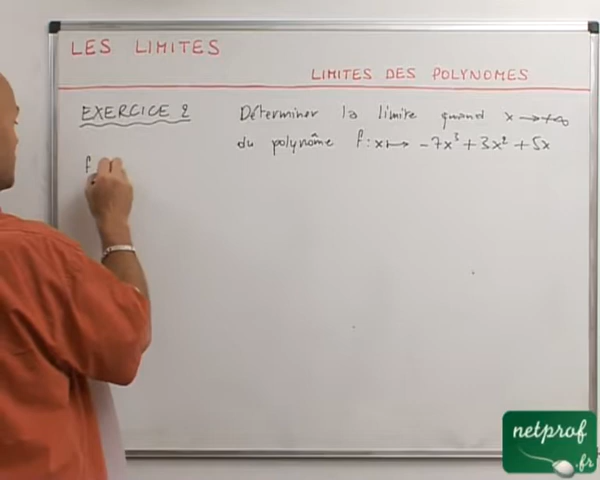 LES LIMITES
LIMITES DES POLYNOMES
EXERCICE 2 Déterminer la limite quand x → +∞
du polynôme f : x ↦ -7x³ + 3x² + 5x
f
netprof
.fr